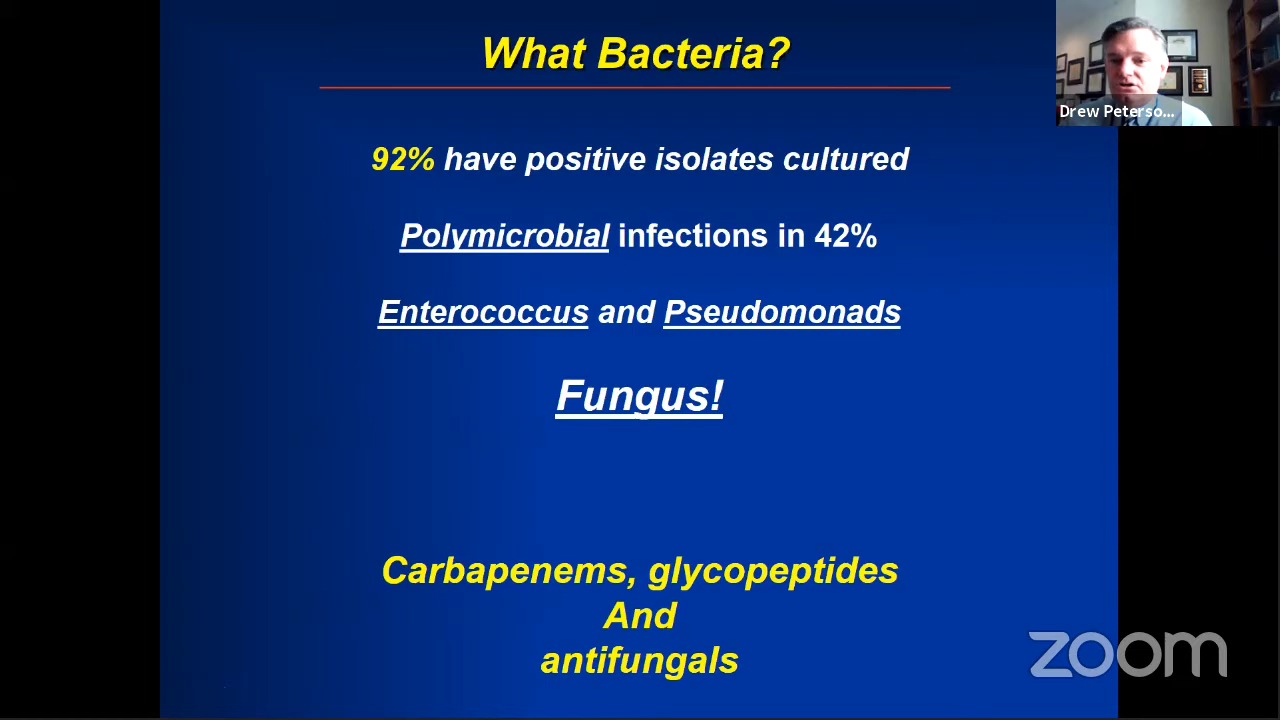 What Bacteria?
Drew Peterso...
92% have positive isolates cultured
Polymicrobial infections in 42%
Enterococcus and Pseudomonads
Fungus!
Carbapenems, glycopeptides
And
antifungals
zoom